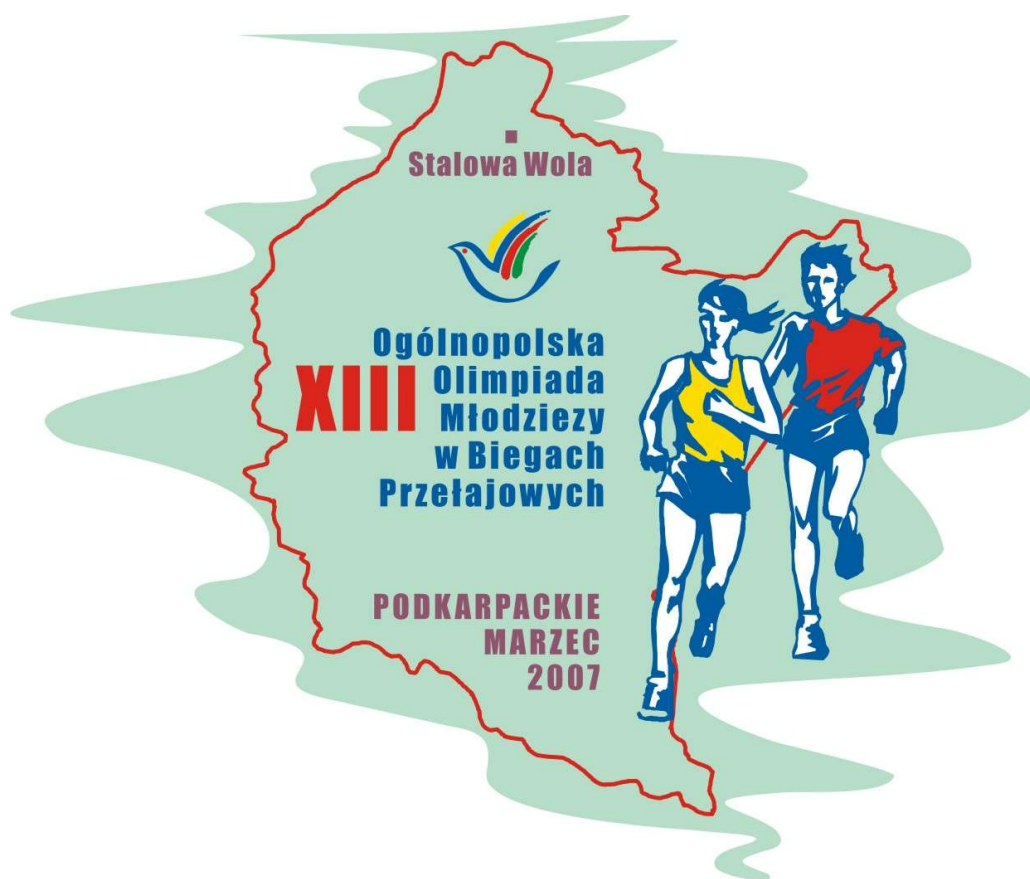 Stalowa Wola
Ogólnopolska
XIII Olimpiada
Młodziezy
w Biegach
Przełajowych
PODKARPACKIE
MARZEC
2007